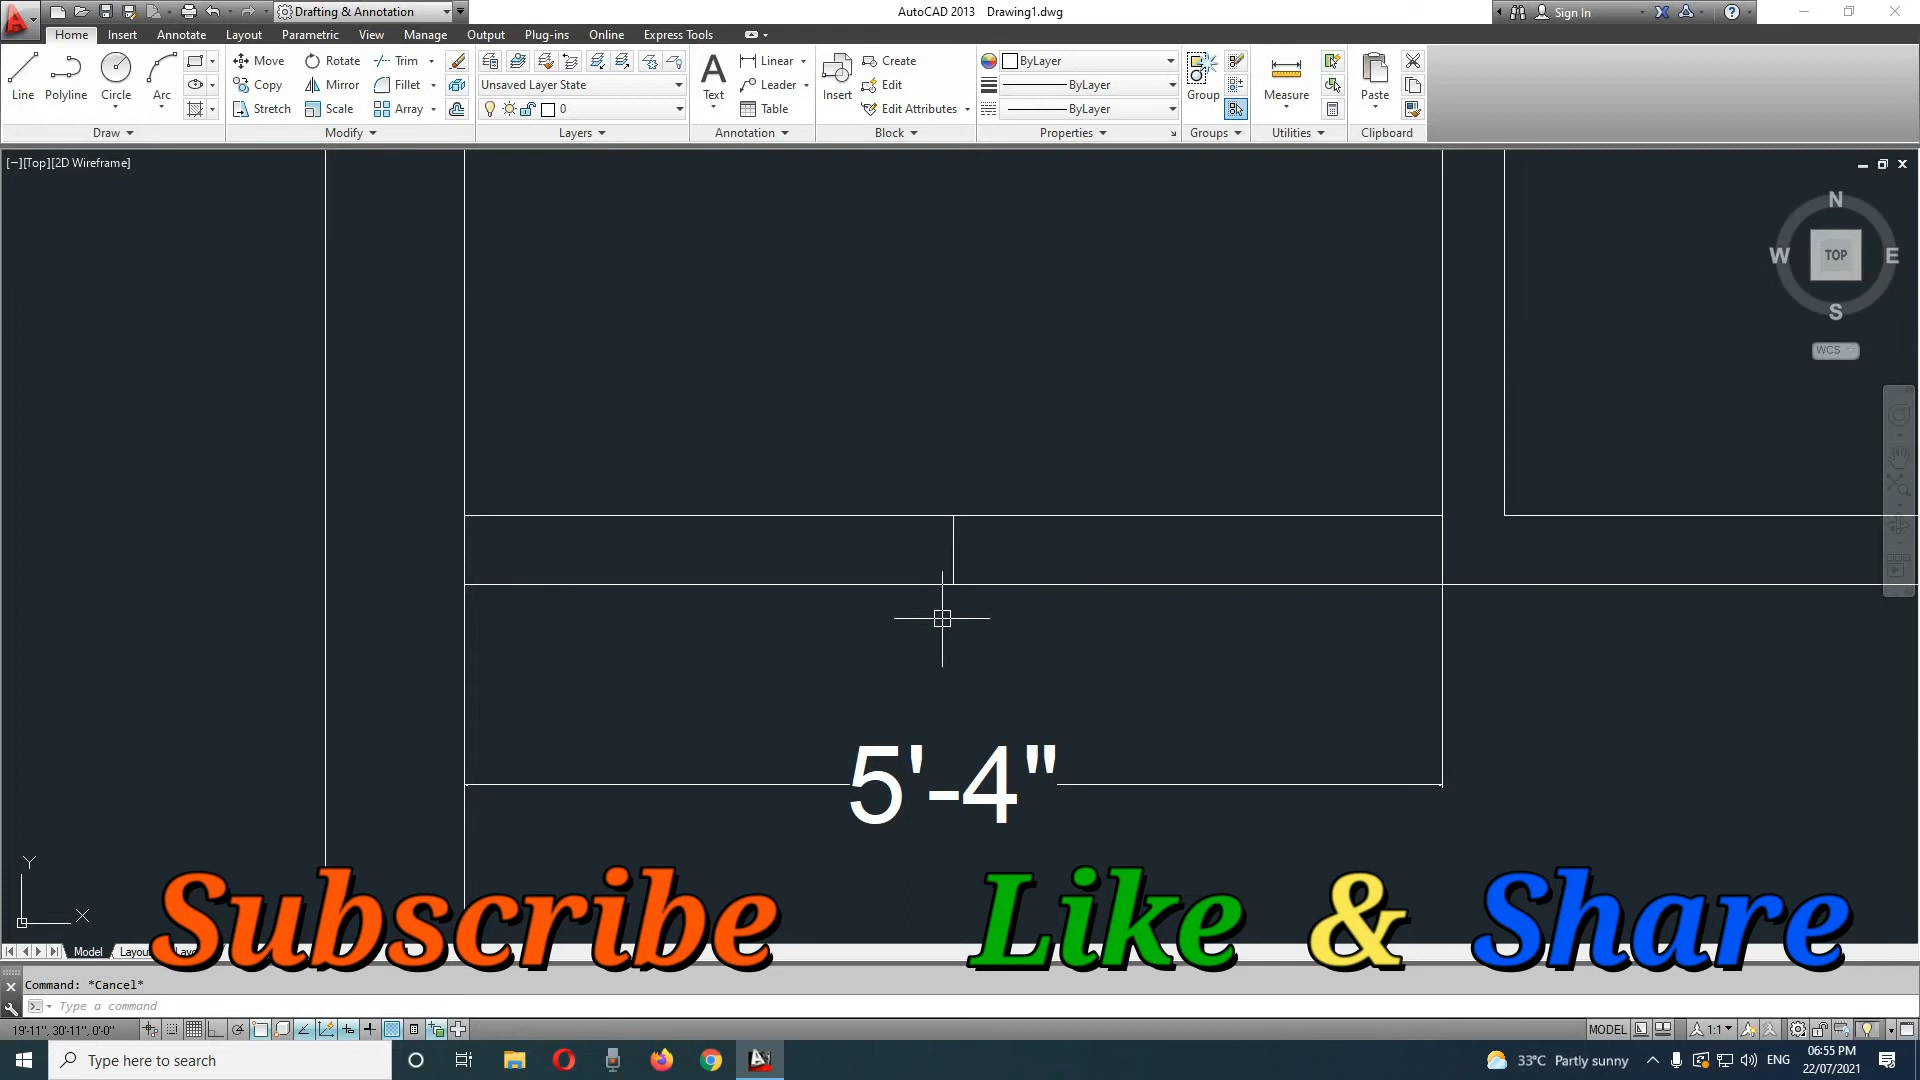 Drafting & Annotation
AutoCAD 2013 Drawing1.dwg
Sign In
Home Insert Annotate Layout Parametric View Manage Output Plug-ins Online Express Tools
Line Polyline Circle Arc
Move Rotate Trim
Copy Mirror Fillet
Stretch Scale Array
Unsaved Layer State
0
Text
Linear
Leader
Table
Insert
Create
Edit
Edit Attributes
ByLayer
ByLayer
ByLayer
Group
Measure
Paste
Draw Modify Layers Annotation Block Properties Groups Utilities Clipboard
[−][Top][2D Wireframe]
N
W TOP E
S
WCS
5'-4"
Y
X
Subscribe Like & Share
Model
Command: *Cancel*
Type a command
19'-11", 30'-11", 0'-0"
MODEL
1:1
Type here to search
33°C Partly sunny
ENG
06:55 PM
22/07/2021